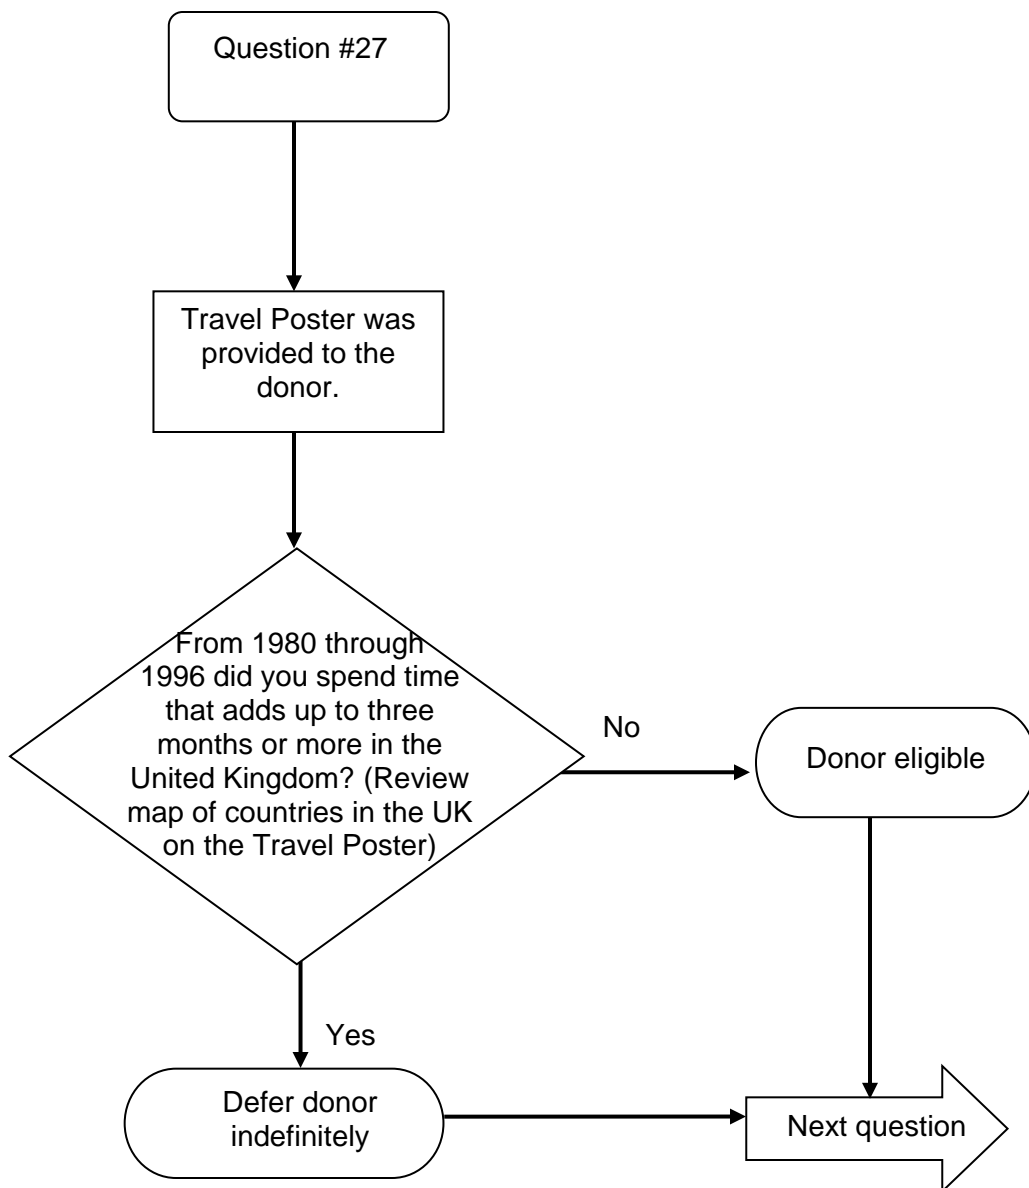 Question #27
Travel Poster was
provided to the
donor.
From 1980 through
1996 did you spend time
that adds up to three
months or more in the
United Kingdom? (Review
map of countries in the UK
on the Travel Poster)
No
Donor eligible
Yes
Defer donor
indefinitely
Next question